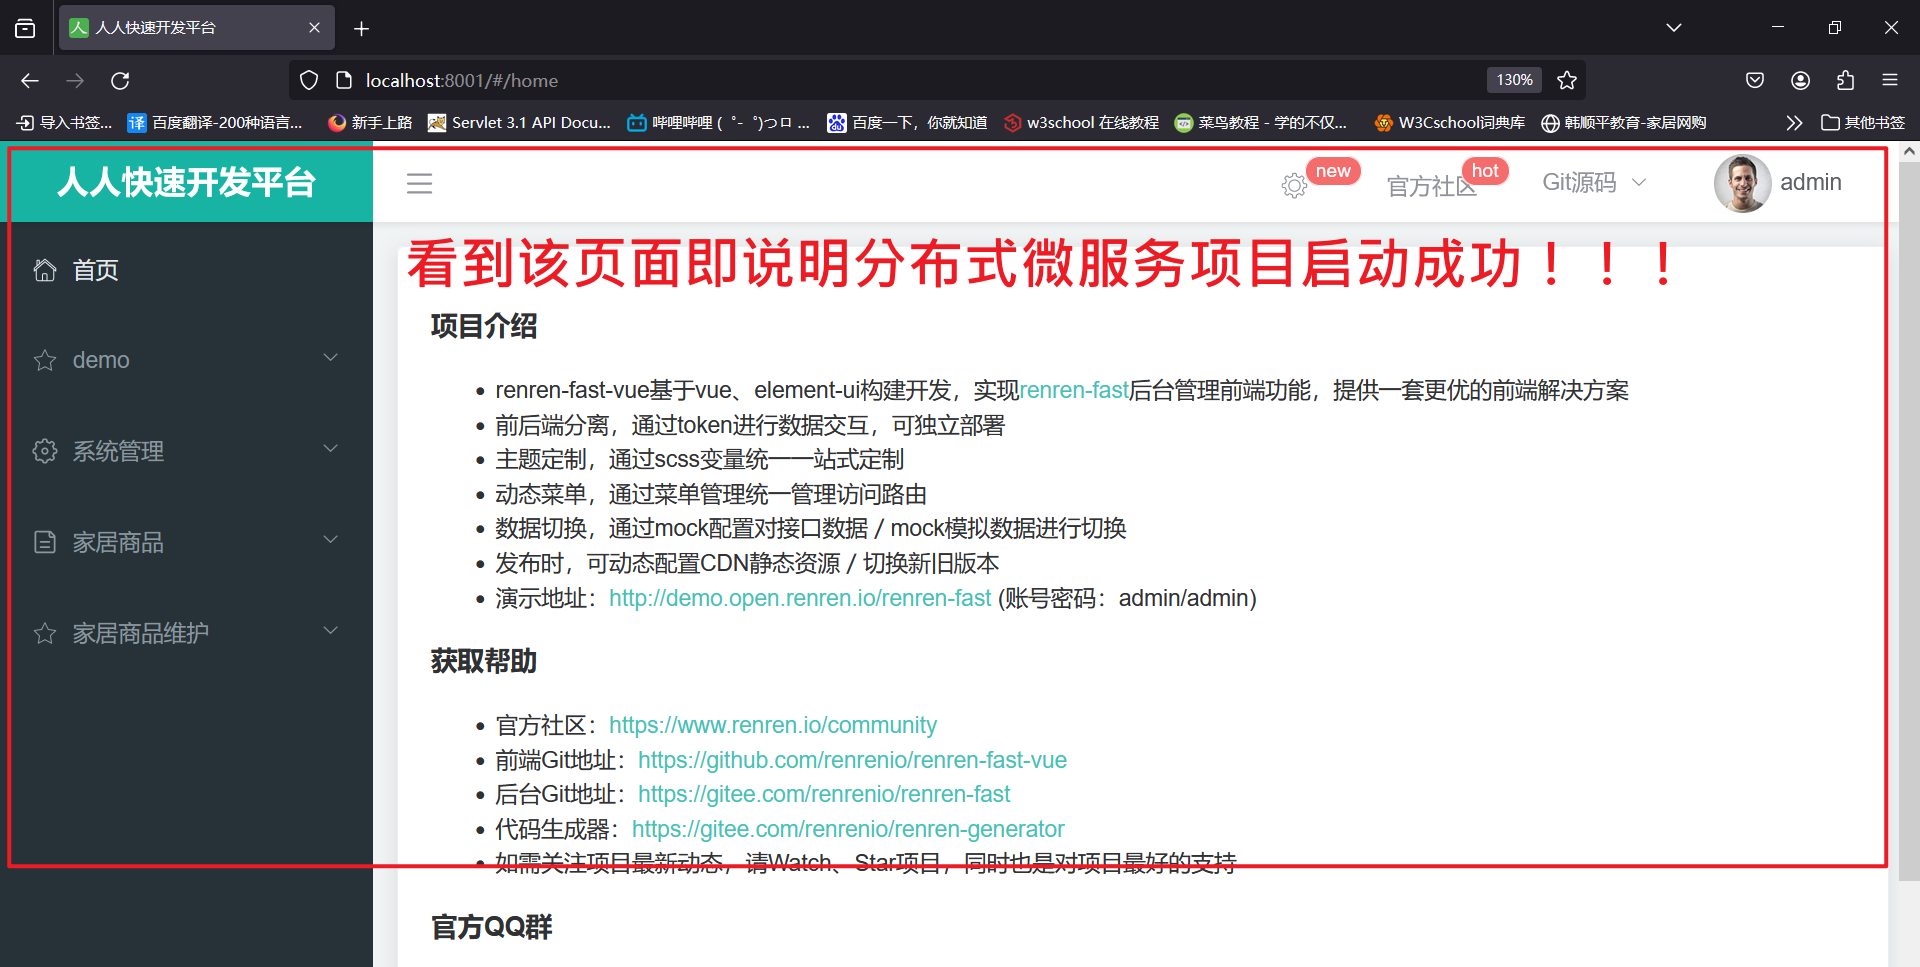 人人快速开发平台
localhost:8001/#/home
130%
导入书签...
百度翻译-200种语言...
新手上路
Servlet 3.1 API Docu...
哔哩哔哩 ( ゜- ゜)つロ ...
百度一下，你就知道
w3school 在线教程
菜鸟教程 - 学的不仅...
W3Cschool词典库
韩顺平教育-家居网购
其他书签
人人快速开发平台
new
官方社区
hot
Git源码
admin
看到该页面即说明分布式微服务项目启动成功！！！
首页
demo
系统管理
家居商品
家居商品维护
项目介绍
renren-fast-vue基于vue、element-ui构建开发，实现renren-fast后台管理前端功能，提供一套更优的前端解决方案
前后端分离，通过token进行数据交互，可独立部署
主题定制，通过scss变量统一一站式定制
动态菜单，通过菜单管理统一管理访问路由
数据切换，通过mock配置对接口数据／mock模拟数据进行切换
发布时，可动态配置CDN静态资源／切换新旧版本
演示地址：http://demo.open.renren.io/renren-fast (账号密码：admin/admin)
获取帮助
官方社区：https://www.renren.io/community
前端Git地址：https://github.com/renrenio/renren-fast-vue
后台Git地址：https://gitee.com/renrenio/renren-fast
代码生成器：https://gitee.com/renrenio/renren-generator
如需关注项目最新动态，请Watch、Star项目，同时也是对项目最好的支持
官方QQ群